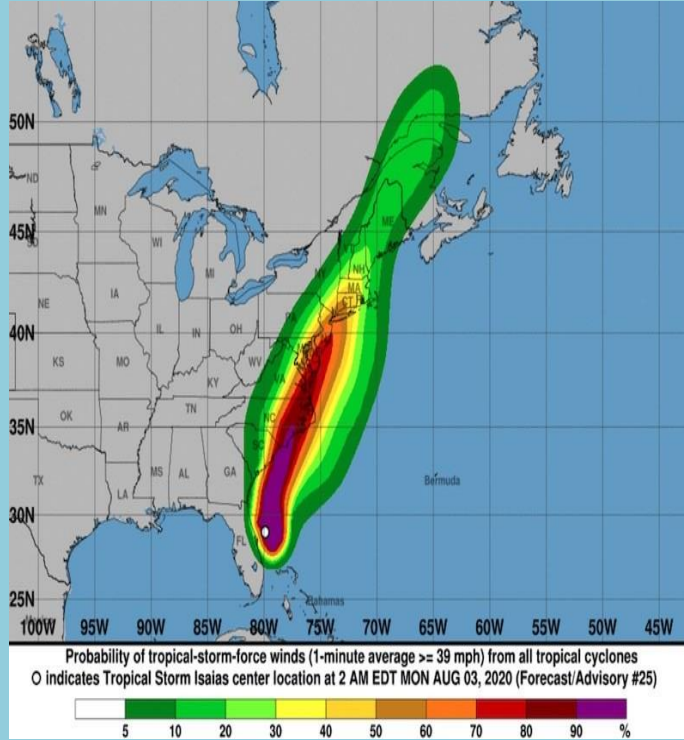 50N
ND
MN
ME
45N
WI
MI
NY
NH
MA
CT
NE
IA
PA
40N
IL
IN
OH
KS
MO
WV
VA
KY
TN
NC
OK
AR
35N
SC
MS
AL
GA
TX
LA
Bermuda
30N
FL
25N
Bahamas
100W 95W 90W 85W 80W 75W 70W 65W 60W 55W 50W 45W
Probability of tropical-storm-force winds (1-minute average >= 39 mph) from all tropical cyclones
O indicates Tropical Storm Isaias center location at 2 AM EDT MON AUG 03, 2020 (Forecast/Advisory #25)
5 10 20 30 40 50 60 70 80 90 %